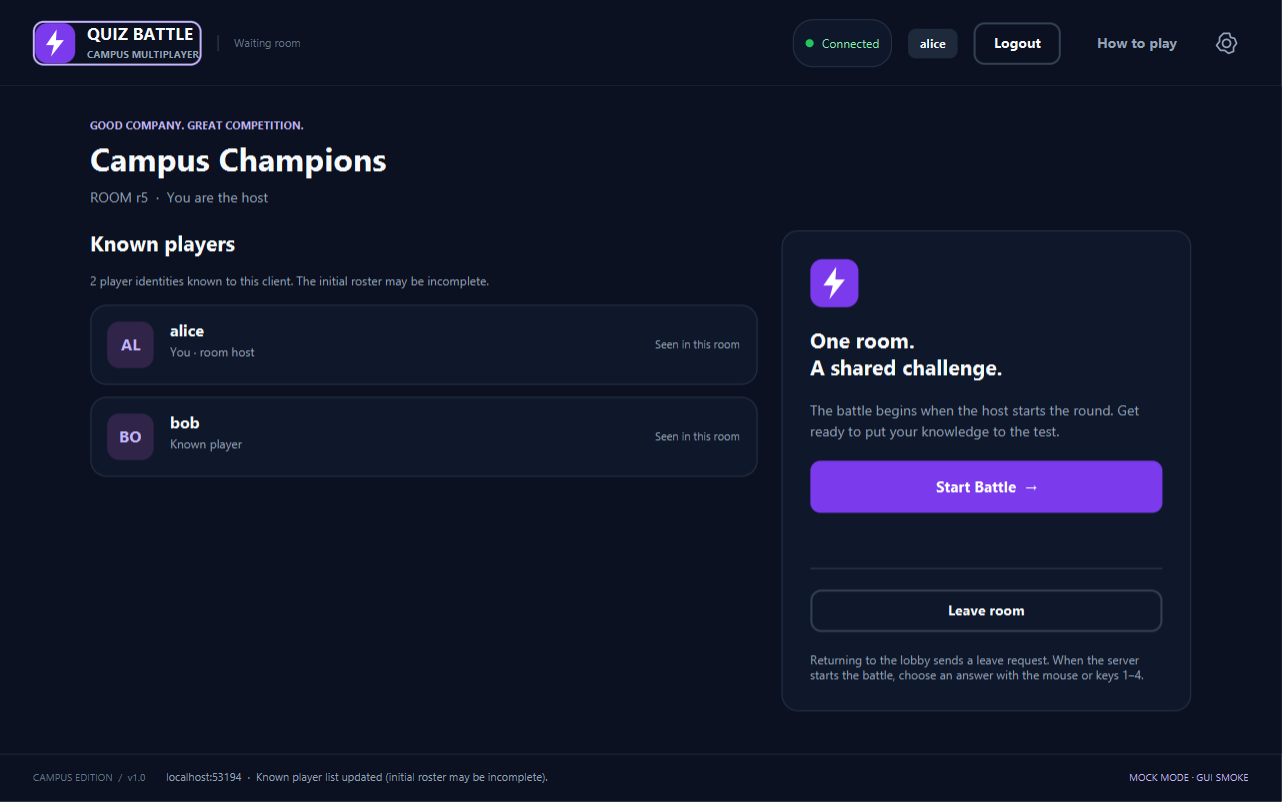 QUIZ BATTLE
CAMPUS MULTIPLAYER
Waiting room
Connected
alice
Logout
How to play
GOOD COMPANY. GREAT COMPETITION.
Campus Champions
ROOM r5 · You are the host
Known players
2 player identities known to this client. The initial roster may be incomplete.
AL
alice
You · room host
Seen in this room
BO
bob
Known player
Seen in this room
One room.
A shared challenge.
The battle begins when the host starts the round. Get
ready to put your knowledge to the test.
Start Battle →
Leave room
Returning to the lobby sends a leave request. When the server
starts the battle, choose an answer with the mouse or keys 1–4.
CAMPUS EDITION / v1.0
localhost:53194 · Known player list updated (initial roster may be incomplete).
MOCK MODE · GUI SMOKE